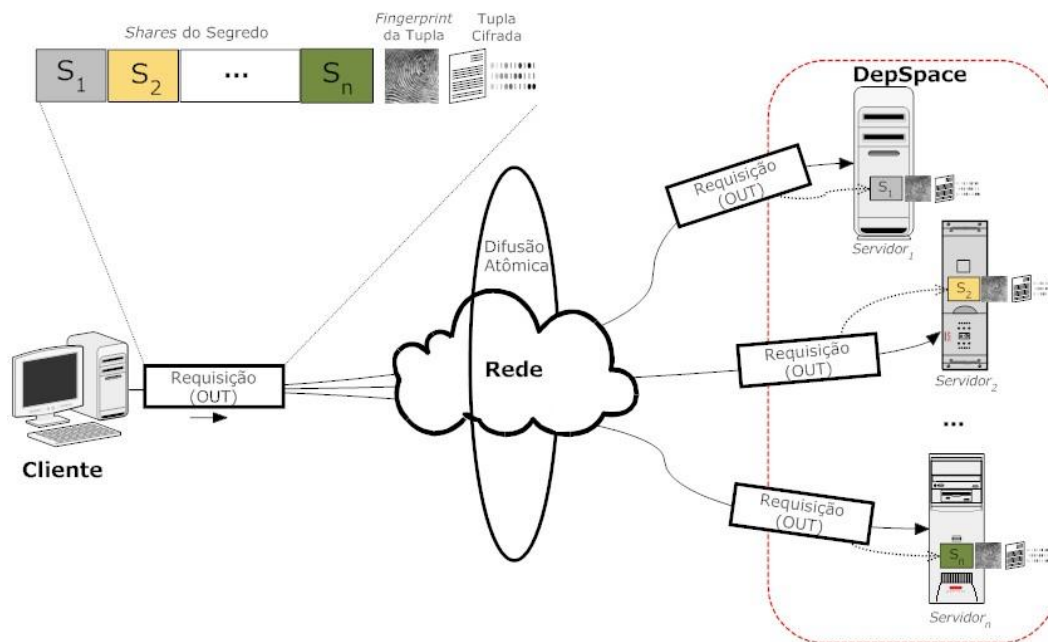 Shares do Segredo
Fingerprint
da Tupla
Tupla
Cifrada
S1
S2
...
Sn
DepSpace
Requisição
(OUT)
S1
Servidor1
Difusão
Atômica
S2
Requisição
(OUT)
Rede
Servidor2
Requisição
(OUT)
Cliente
...
Requisição
(OUT)
Sn
Servidorn